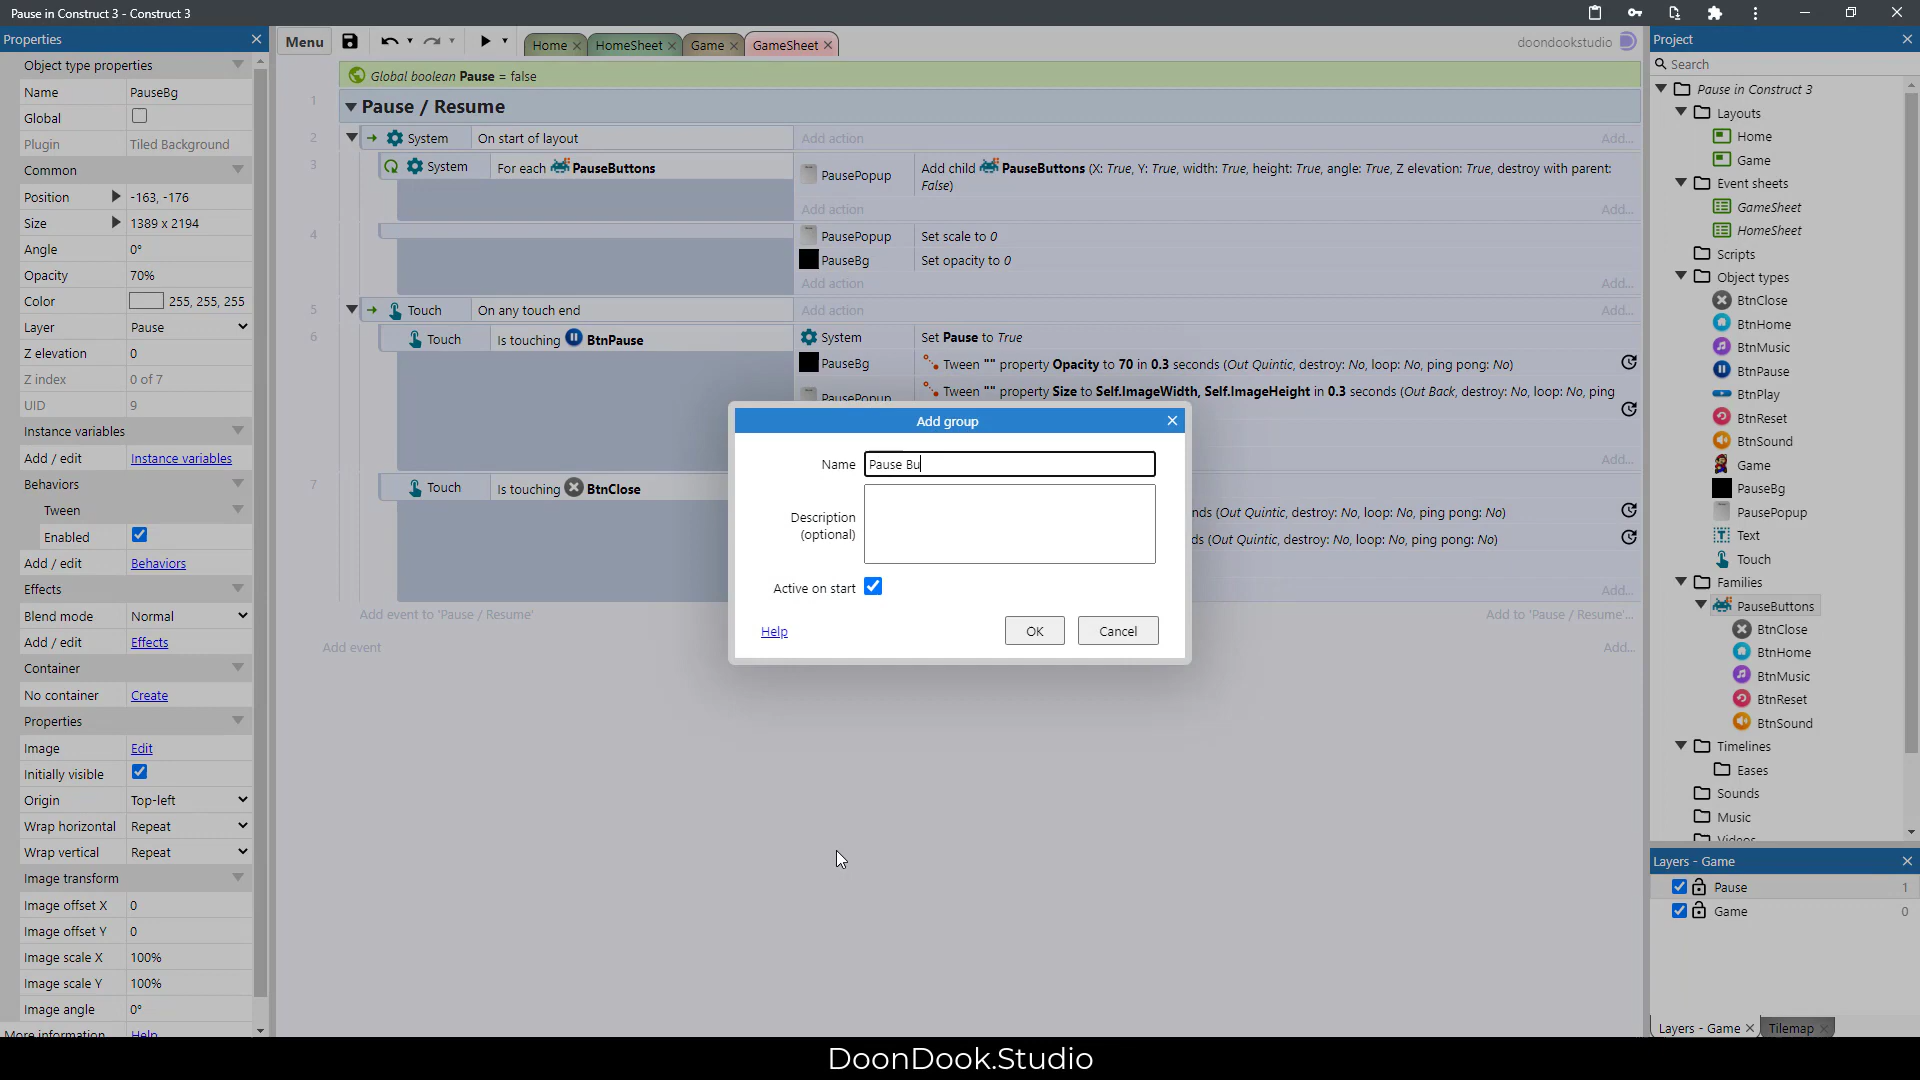 Pause in Construct 3 - Construct 3
Properties
Object type properties
Name PauseBg
Global
Plugin Tiled Background
Common
Position -163, -176
Size 1389 x 2194
Angle 0°
Opacity 70%
Color 255, 255, 255
Layer Pause
Z elevation 0
Z index 0 of 7
UID 9
Instance variables
Add / edit Instance variables
Behaviors
Tween
Enabled
Add / edit Behaviors
Effects
Blend mode Normal
Add / edit Effects
Container
No container Create
Properties
Image Edit
Initially visible
Origin Top-left
Wrap horizontal Repeat
Wrap vertical Repeat
Image transform
Image offset X 0
Image offset Y 0
Image scale X 100%
Image scale Y 100%
Image angle 0°
More information Help
Menu
Home
HomeSheet
Game
GameSheet
doondookstudio
Global boolean Pause = false
1 Pause / Resume
2 System On start of layout Add action Add...
3 System For each PauseButtons PausePopup Add child PauseButtons (X: True, Y: True, width: True, height: True, angle: True, Z elevation: True, destroy with parent:
False)
Add action Add...
4 PausePopup Set scale to 0
PauseBg Set opacity to 0
Add action Add...
5 Touch On any touch end Add action Add...
6 Touch Is touching BtnPause System Set Pause to True
PauseBg Tween "" property Opacity to 70 in 0.3 seconds (Out Quintic, destroy: No, loop: No, ping pong: No)
PausePopup Tween "" property Size to Self.ImageWidth, Self.ImageHeight in 0.3 seconds (Out Back, destroy: No, loop: No, ping
Add...
7 Touch Is touching BtnClose
nds (Out Quintic, destroy: No, loop: No, ping pong: No)
ds (Out Quintic, destroy: No, loop: No, ping pong: No)
Add...
Add event to 'Pause / Resume' Add to 'Pause / Resume'...
Add event Add...
Add group
Name Pause Bu
Description
(optional)
Active on start
Help OK Cancel
Project
Search
Pause in Construct 3
Layouts
Home
Game
Event sheets
GameSheet
HomeSheet
Scripts
Object types
BtnClose
BtnHome
BtnMusic
BtnPause
BtnPlay
BtnReset
BtnSound
Game
PauseBg
PausePopup
Text
Touch
Families
PauseButtons
BtnClose
BtnHome
BtnMusic
BtnReset
BtnSound
Timelines
Eases
Sounds
Music
Videos
Layers - Game
Pause 1
Game 0
Layers - Game Tilemap
DoonDook.Studio